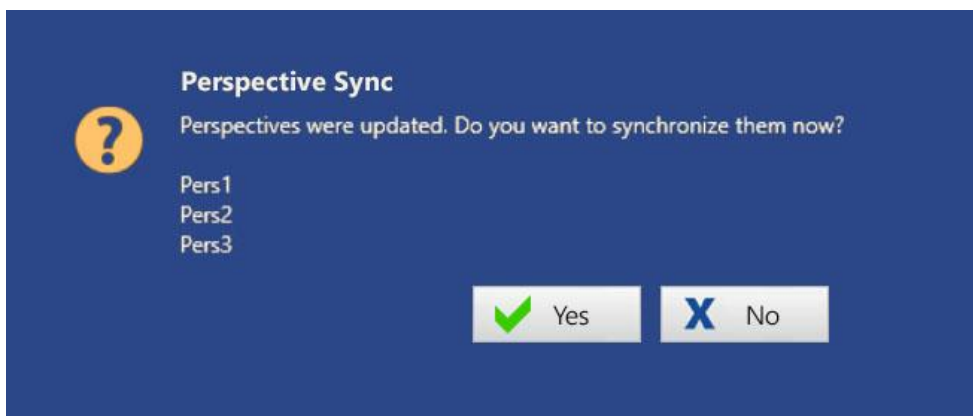 Perspective Sync
Perspectives were updated. Do you want to synchronize them now?
Pers1
Pers2
Pers3
Yes
No